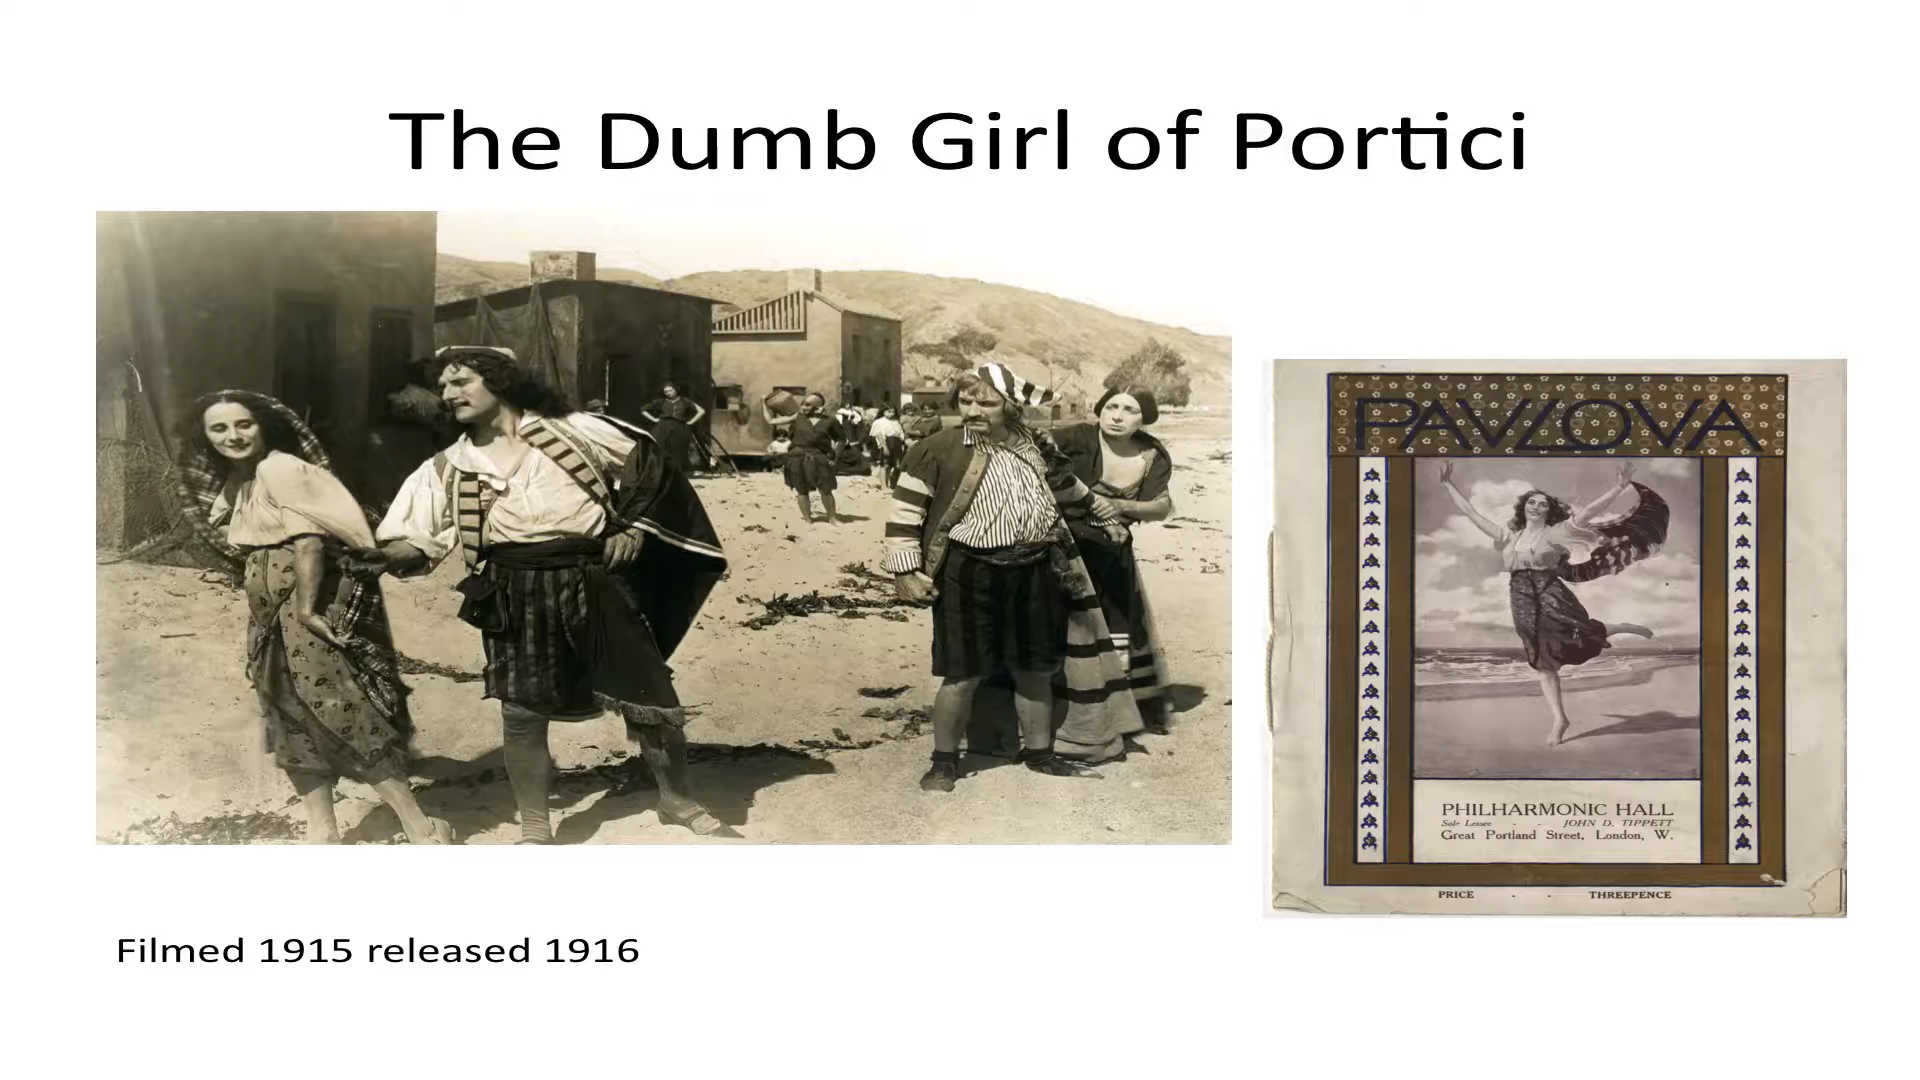 The Dumb Girl of Portici
PAVLOVA
PHILHARMONIC HALL
Sole Lessee - - JOHN D. TIPPETT
Great Portland Street, London, W.
PRICE - - THREEPENCE
Filmed 1915 released 1916